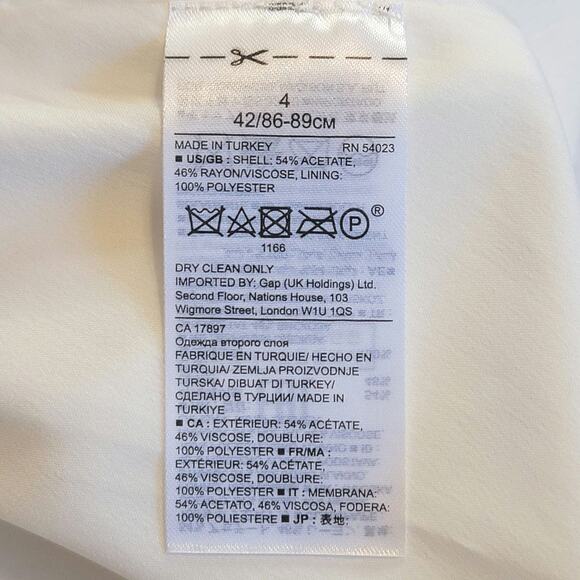 4
42/86-89CM
MADE IN TURKEY RN 54023
■ US/GB : SHELL: 54% ACETATE,
46% RAYON/VISCOSE, LINING:
100% POLYESTER
P ®
1166
DRY CLEAN ONLY
IMPORTED BY: Gap (UK Holdings) Ltd.
Second Floor, Nations House, 103
Wigmore Street, London W1U 1QS
CA 17897
Одежда второго слоя
FABRIQUE EN TURQUIE/ HECHO EN
TURQUIA/ ZEMLJA PROIZVODNJE
TURSKA/ DIBUAT DI TURKEY/
СДЕЛАНО В ТУРЦИИ/ MADE IN
TURKIYE
■ CA : EXTÉRIEUR: 54% ACÉTATE,
46% VISCOSE, DOUBLURE:
100% POLYESTER ■ FR/MA :
EXTÉRIEUR: 54% ACÉTATE,
46% VISCOSE, DOUBLURE:
100% POLYESTER ■ IT : MEMBRANA:
54% ACETATO, 46% VISCOSA, FODERA:
100% POLIESTERE ■ JP : 表地: